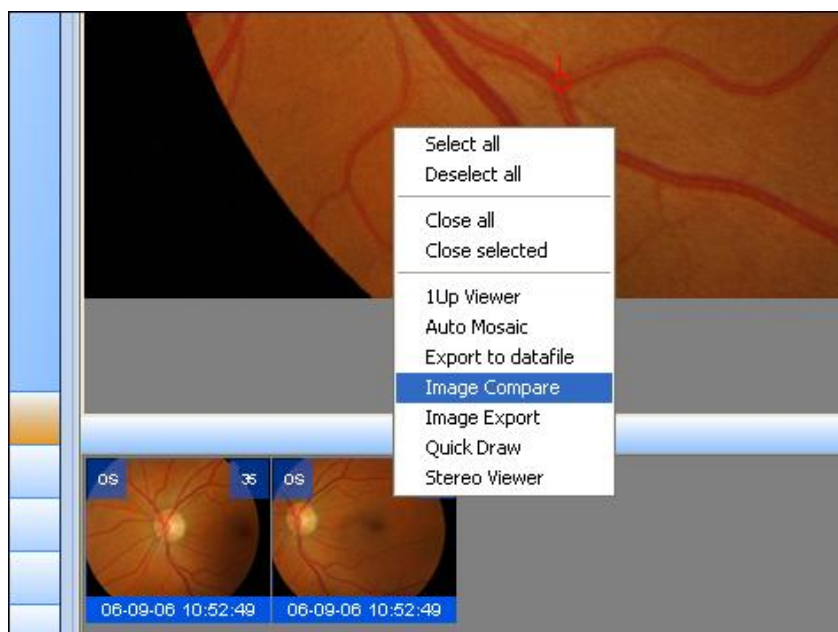 Select all
Deselect all
Close all
Close selected
1Up Viewer
Auto Mosaic
Export to datafile
Image Compare
Image Export
Quick Draw
Stereo Viewer
OS
OS
06-09-06 10:52:49
06-09-06 10:52:49